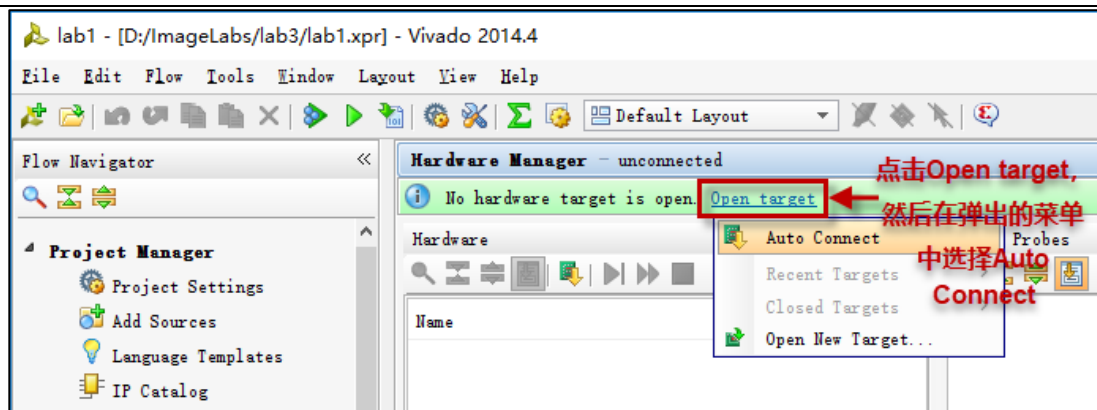 lab1 - [D:/ImageLabs/lab3/lab1.xpr] - Vivado 2014.4
File Edit Flow Tools Window Layout View Help
Default Layout
Flow Navigator
Hardware Manager - unconnected
No hardware target is open. Open target
点击Open target,
然后在弹出的菜单
中选择Auto
Connect
Hardware
Auto Connect
Recent Targets
Closed Targets
Open New Target...
Probes
Name
Project Manager
Project Settings
Add Sources
Language Templates
IP Catalog